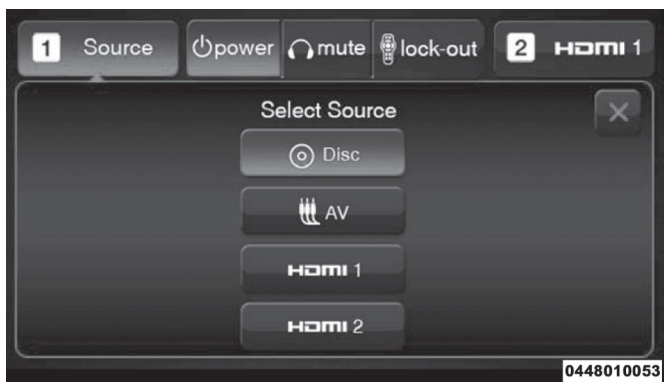 1 Source power mute lock-out 2 HDMI 1
Select Source
Disc
AV
HDMI 1
HDMI 2
0448010053